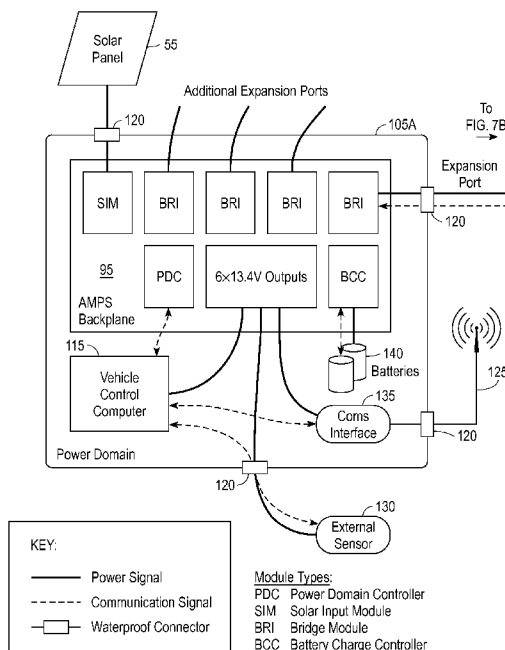 Solar
Panel
55
120
Additional Expansion Ports
105A
To
FIG. 7B
Expansion
Port
SIM
BRI
BRI
BRI
BRI
120
95
PDC
6×13.4V Outputs
BCC
AMPS
Backplane
115
140
Batteries
125
Vehicle
Control
Computer
135
Coms
Interface
120
Power Domain
120
130
External
Sensor
KEY:
Power Signal
Communication Signal
Waterproof Connector
Module Types:
PDC Power Domain Controller
SIM Solar Input Module
BRI Bridge Module
BCC Battery Charge Controller